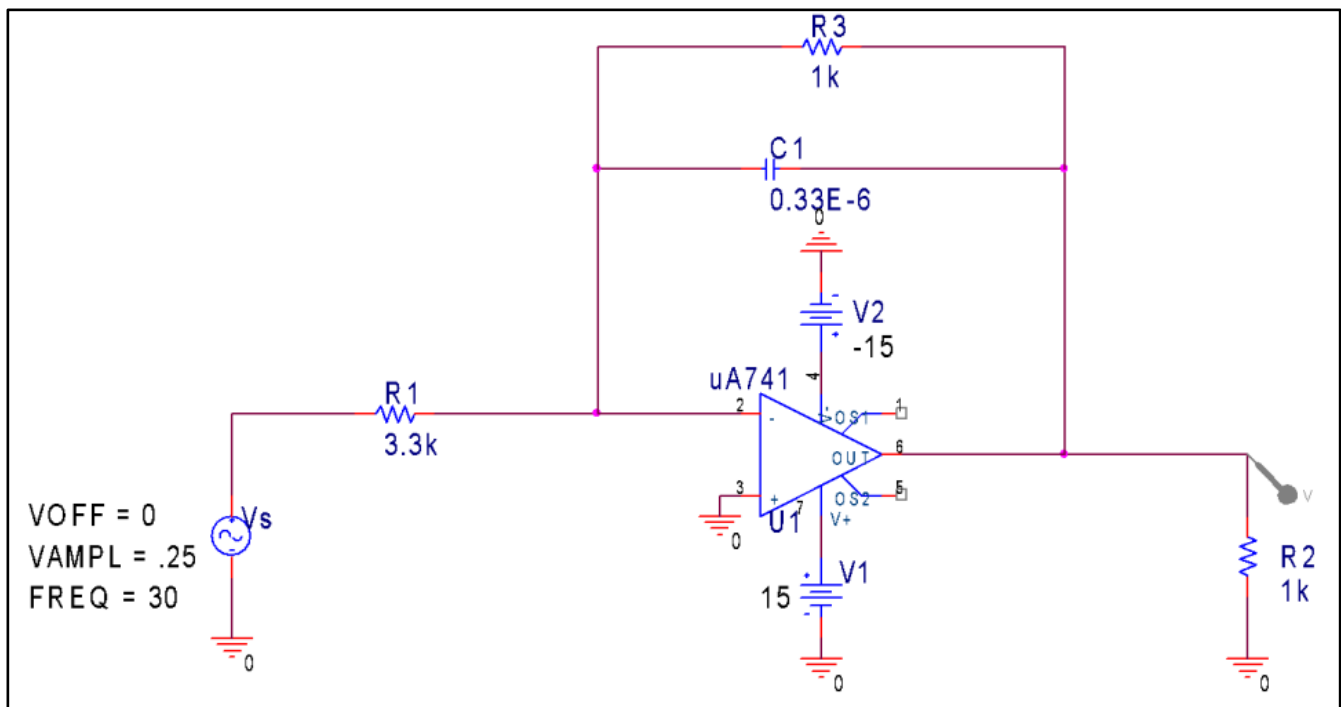 R3
1k
C1
0.33E-6
0
V2
-15
4
uA741
R1
3.3k
2
-
V-
OS1
1
OUT
6
3
+
7
U1
OS2
5
V+
0
VOFF = 0
VAMPL = .25
FREQ = 30
Vs
V1
15
V
R2
1k
0
0
0